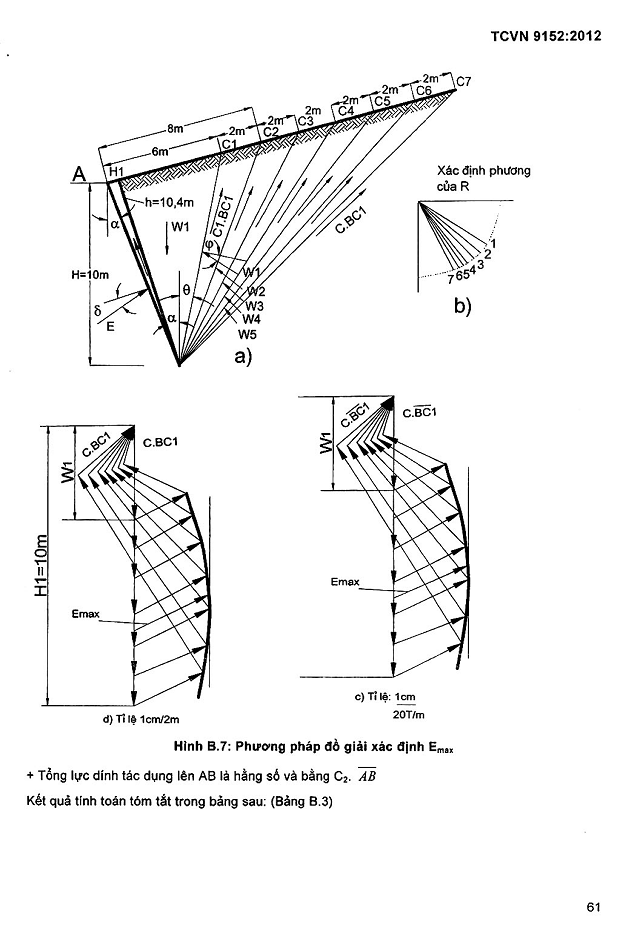 TCVN 9152:2012
2m
C7
2m
C6
2m
C5
2m
C4
2m
C3
2m
C2
8m
C1
6m
A
H1
Xác định phương
của R
h=10,4m
α
W1
C1.BC1
C.BC1
φ
H=10m
W1
W2
W3
W4
W5
δ
E
θ
α
a)
1
2
3
4
5
6
7
b)
C.BC1
C.BC1
W1
H1=10m
Emax
d) Tỉ lệ 1cm/2m
C.BC1
C.BC1
W1
Emax
c) Tỉ lệ: 1cm
20T/m
Hình B.7: Phương pháp đồ giải xác định Emax
+ Tổng lực dính tác dụng lên AB là hằng số và bằng C₂. AB
Kết quả tính toán tóm tắt trong bảng sau: (Bảng B.3)
61